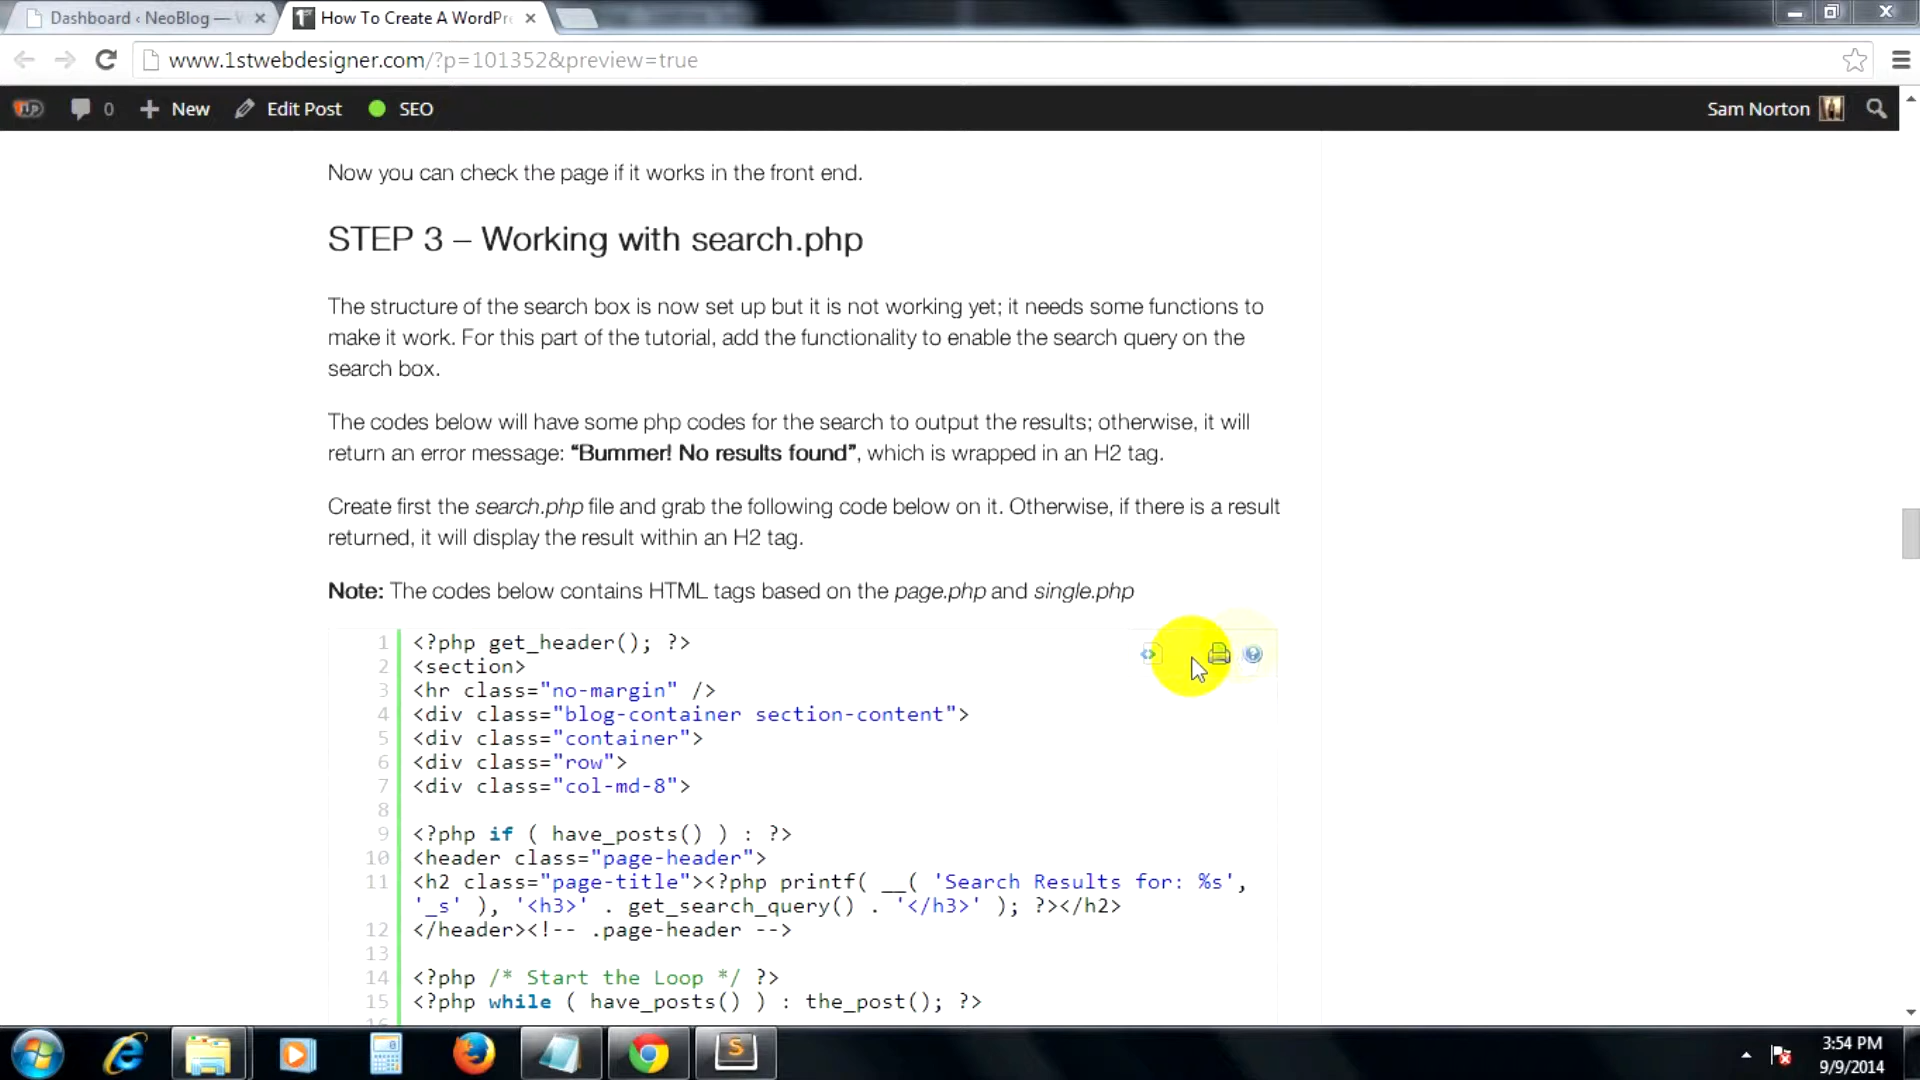 Dashboard ‹ NeoBlog —
How To Create A WordPr
www.1stwebdesigner.com/?p=101352&preview=true
0 New Edit Post SEO Sam Norton
Now you can check the page if it works in the front end.
STEP 3 – Working with search.php
The structure of the search box is now set up but it is not working yet; it needs some functions to
make it work. For this part of the tutorial, add the functionality to enable the search query on the
search box.
The codes below will have some php codes for the search to output the results; otherwise, it will
return an error message: “Bummer! No results found”, which is wrapped in an H2 tag.
Create first the search.php file and grab the following code below on it. Otherwise, if there is a result
returned, it will display the result within an H2 tag.
Note: The codes below contains HTML tags based on the page.php and single.php
1 <?php get_header(); ?>
2 <section>
3 <hr class="no-margin" />
4 <div class="blog-container section-content">
5 <div class="container">
6 <div class="row">
7 <div class="col-md-8">
8
9 <?php if ( have_posts() ) : ?>
10 <header class="page-header">
11 <h2 class="page-title"><?php printf( __( 'Search Results for: %s',
'_s' ), '<h3>' . get_search_query() . '</h3>' ); ?></h2>
12 </header><!-- .page-header -->
13
14 <?php /* Start the Loop */ ?>
15 <?php while ( have_posts() ) : the_post(); ?>
3:54 PM
9/9/2014